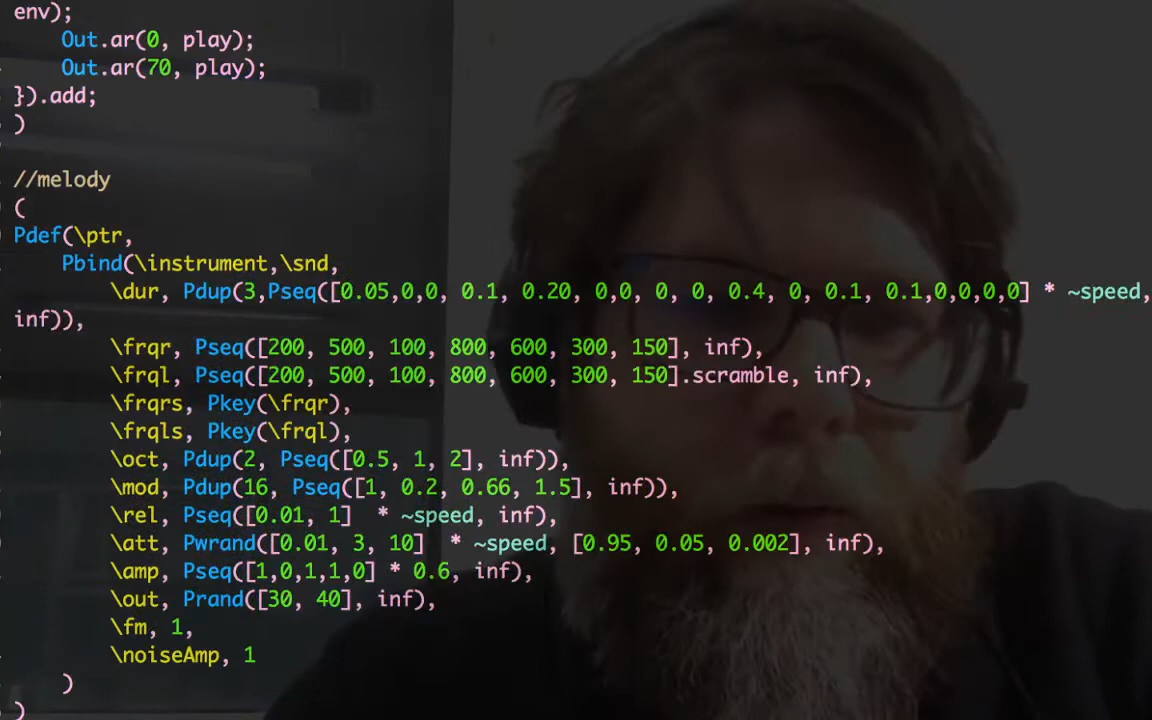 env);
    Out.ar(0, play);
    Out.ar(70, play);
}).add;
)
//melody
(
Pdef(\ptr,
    Pbind(\instrument,\snd,
        \dur, Pdup(3,Pseq([0.05,0,0, 0.1, 0.20, 0,0, 0, 0, 0.4, 0, 0.1, 0.1,0,0,0,0] * ~speed,
inf)),
        \frqr, Pseq([200, 500, 100, 800, 600, 300, 150], inf),
        \frql, Pseq([200, 500, 100, 800, 600, 300, 150].scramble, inf),
        \frqrs, Pkey(\frqr),
        \frqls, Pkey(\frql),
        \oct, Pdup(2, Pseq([0.5, 1, 2], inf)),
        \mod, Pdup(16, Pseq([1, 0.2, 0.66, 1.5], inf)),
        \rel, Pseq([0.01, 1]  * ~speed, inf),
        \att, Pwrand([0.01, 3, 10]  * ~speed, [0.95, 0.05, 0.002], inf),
        \amp, Pseq([1,0,1,1,0] * 0.6, inf),
        \out, Prand([30, 40], inf),
        \fm, 1,
        \noiseAmp, 1
    )
)